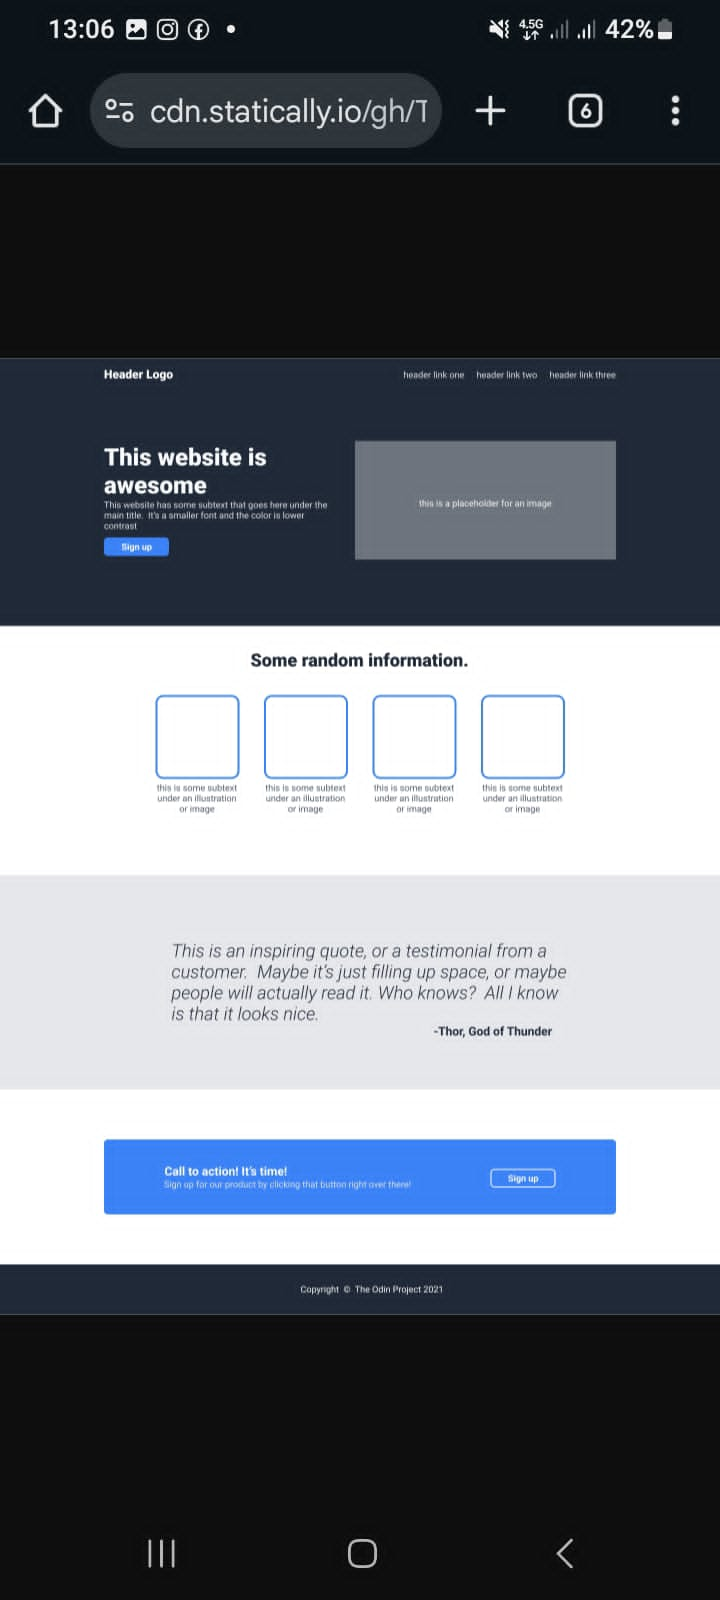 13:06
4.5G
42%
cdn.statically.io/gh/T
6
Header Logo
header link one header link two header link three
This website is
awesome
This website has some subtext that goes here under the
main title. It's a smaller font and the color is lower
contrast
Sign up
this is a placeholder for an image
Some random information.
this is some subtext
under an illustration
or image
this is some subtext
under an illustration
or image
this is some subtext
under an illustration
or image
this is some subtext
under an illustration
or image
This is an inspiring quote, or a testimonial from a
customer. Maybe it's just filling up space, or maybe
people will actually read it. Who knows? All I know
is that it looks nice.
-Thor, God of Thunder
Call to action! It's time!
Sign up for our product by clicking that button right over there!
Sign up
Copyright © The Odin Project 2021